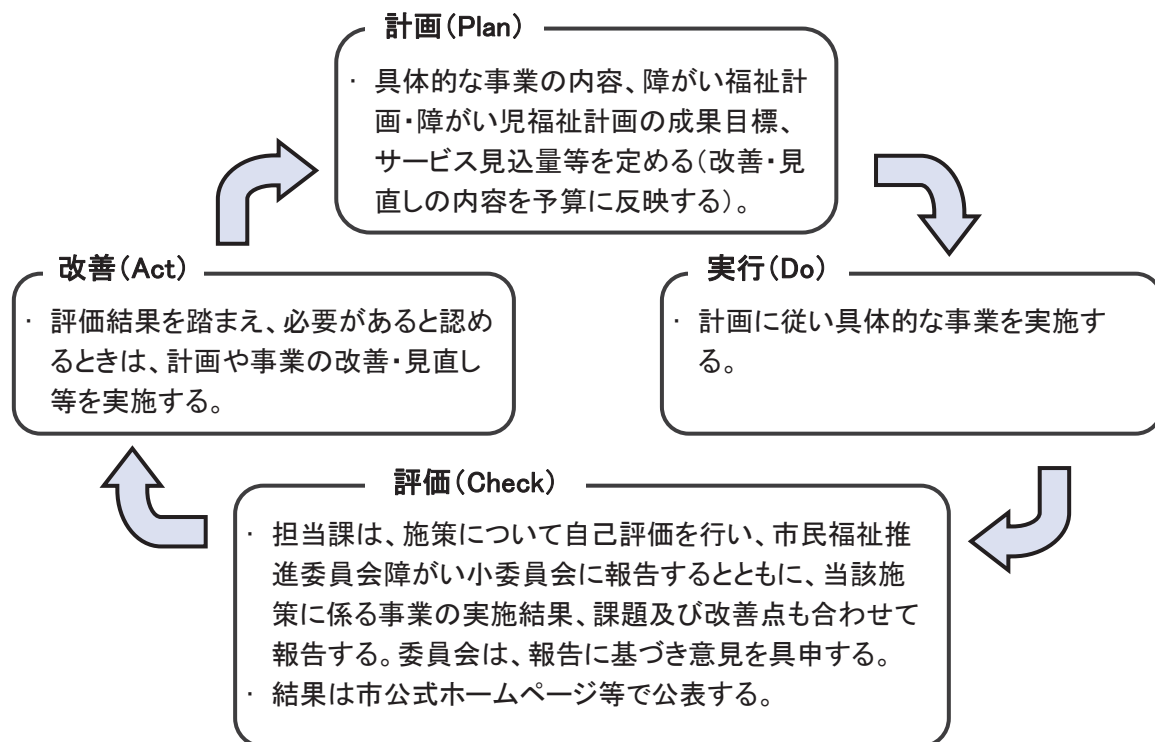 計画(Plan)
・ 具体的な事業の内容、障がい福祉計
画・障がい児福祉計画の成果目標、
サービス見込量等を定める(改善・見
直しの内容を予算に反映する)。
改善(Act)
・ 評価結果を踏まえ、必要があると認め
るときは、計画や事業の改善・見直し
等を実施する。
実行(Do)
・ 計画に従い具体的な事業を実施す
る。
評価(Check)
・ 担当課は、施策について自己評価を行い、市民福祉推
進委員会障がい小委員会に報告するとともに、当該施
策に係る事業の実施結果、課題及び改善点も合わせて
報告する。委員会は、報告に基づき意見を具申する。
・ 結果は市公式ホームページ等で公表する。